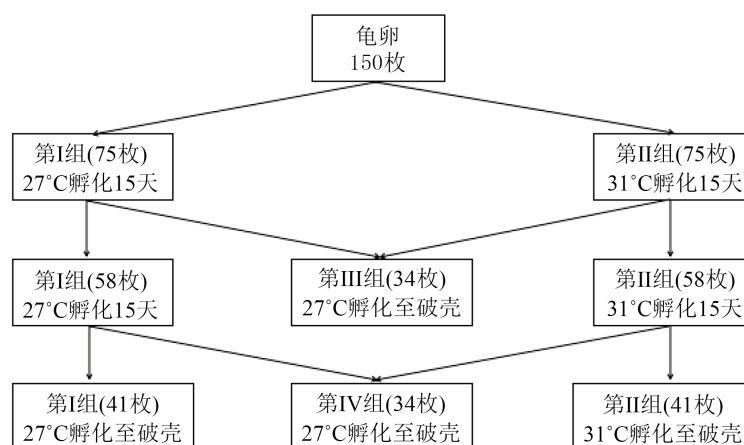 龟卵
150枚
第I组(75枚)
27°C孵化15天
第II组(75枚)
31°C孵化15天
第I组(58枚)
27°C孵化15天
第III组(34枚)
27°C孵化至破壳
第II组(58枚)
31°C孵化15天
第I组(41枚)
27°C孵化至破壳
第IV组(34枚)
27°C孵化至破壳
第II组(41枚)
31°C孵化至破壳